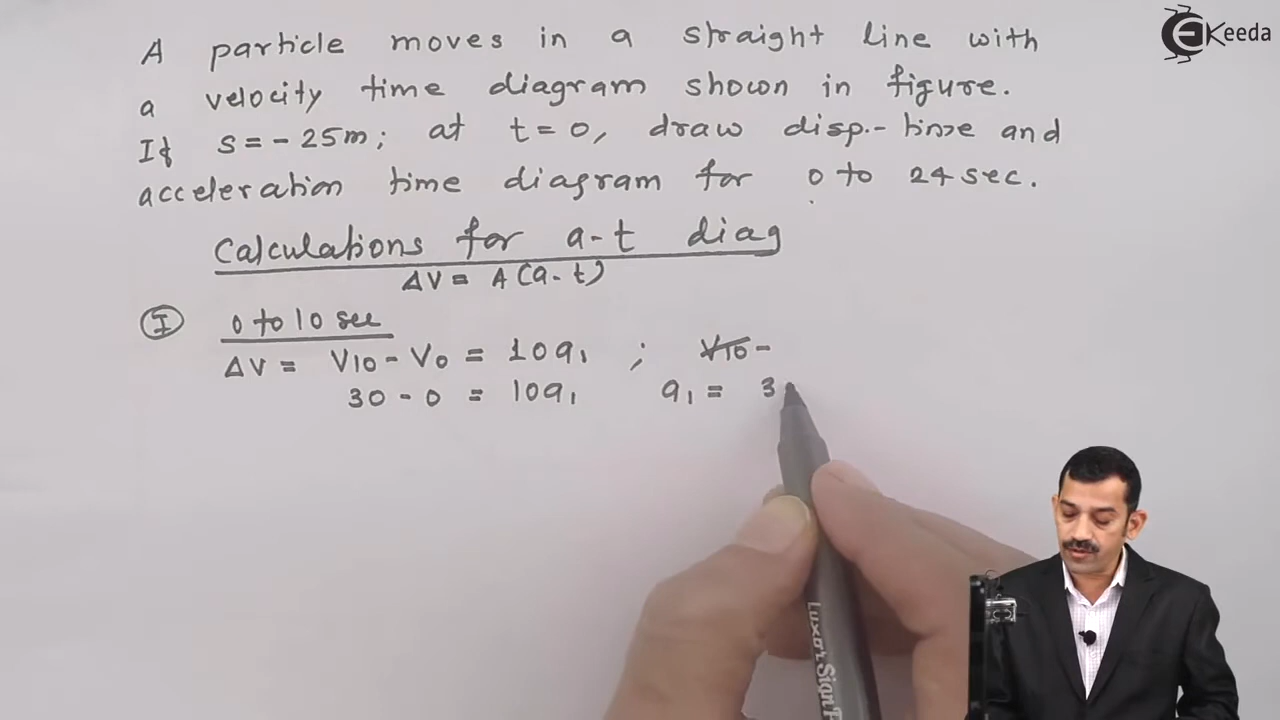 A particle moves in a straight line with
a velocity time diagram shown in figure.
If s = - 25m; at t = 0, draw disp.- time and
acceleration time diagram for 0 to 24 sec.
Calculations for a-t diag
ΔV = A(a-t)
I 0 to 10 sec
ΔV = V10 - V0 = 10a1 ; V10 -
30 - 0 = 10a1 a1 = 3
Ekeeda
Luxor Sign P